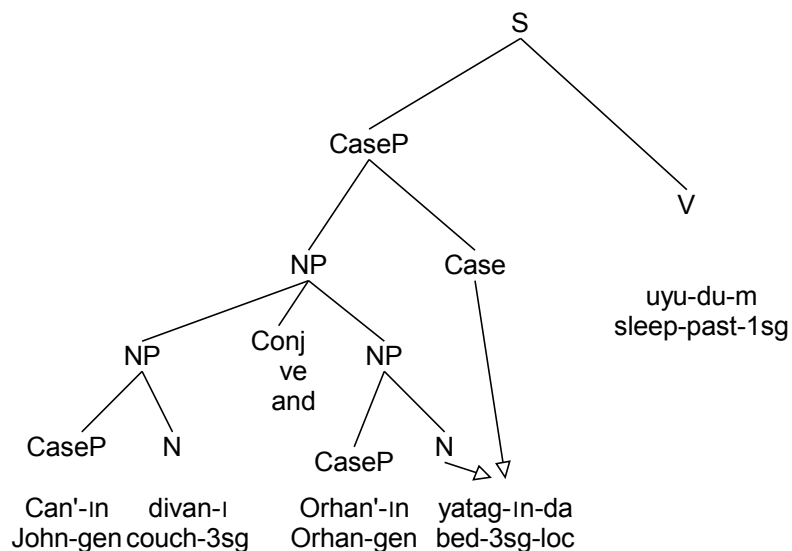 S
CaseP
V
NP
Case
uyu-du-m
sleep-past-1sg
NP
Conj
ve
and
NP
CaseP
N
CaseP
N
Can'-ın
divan-ı
Orhan'-ın
yatag-ın-da
John-gen
couch-3sg
Orhan-gen
bed-3sg-loc